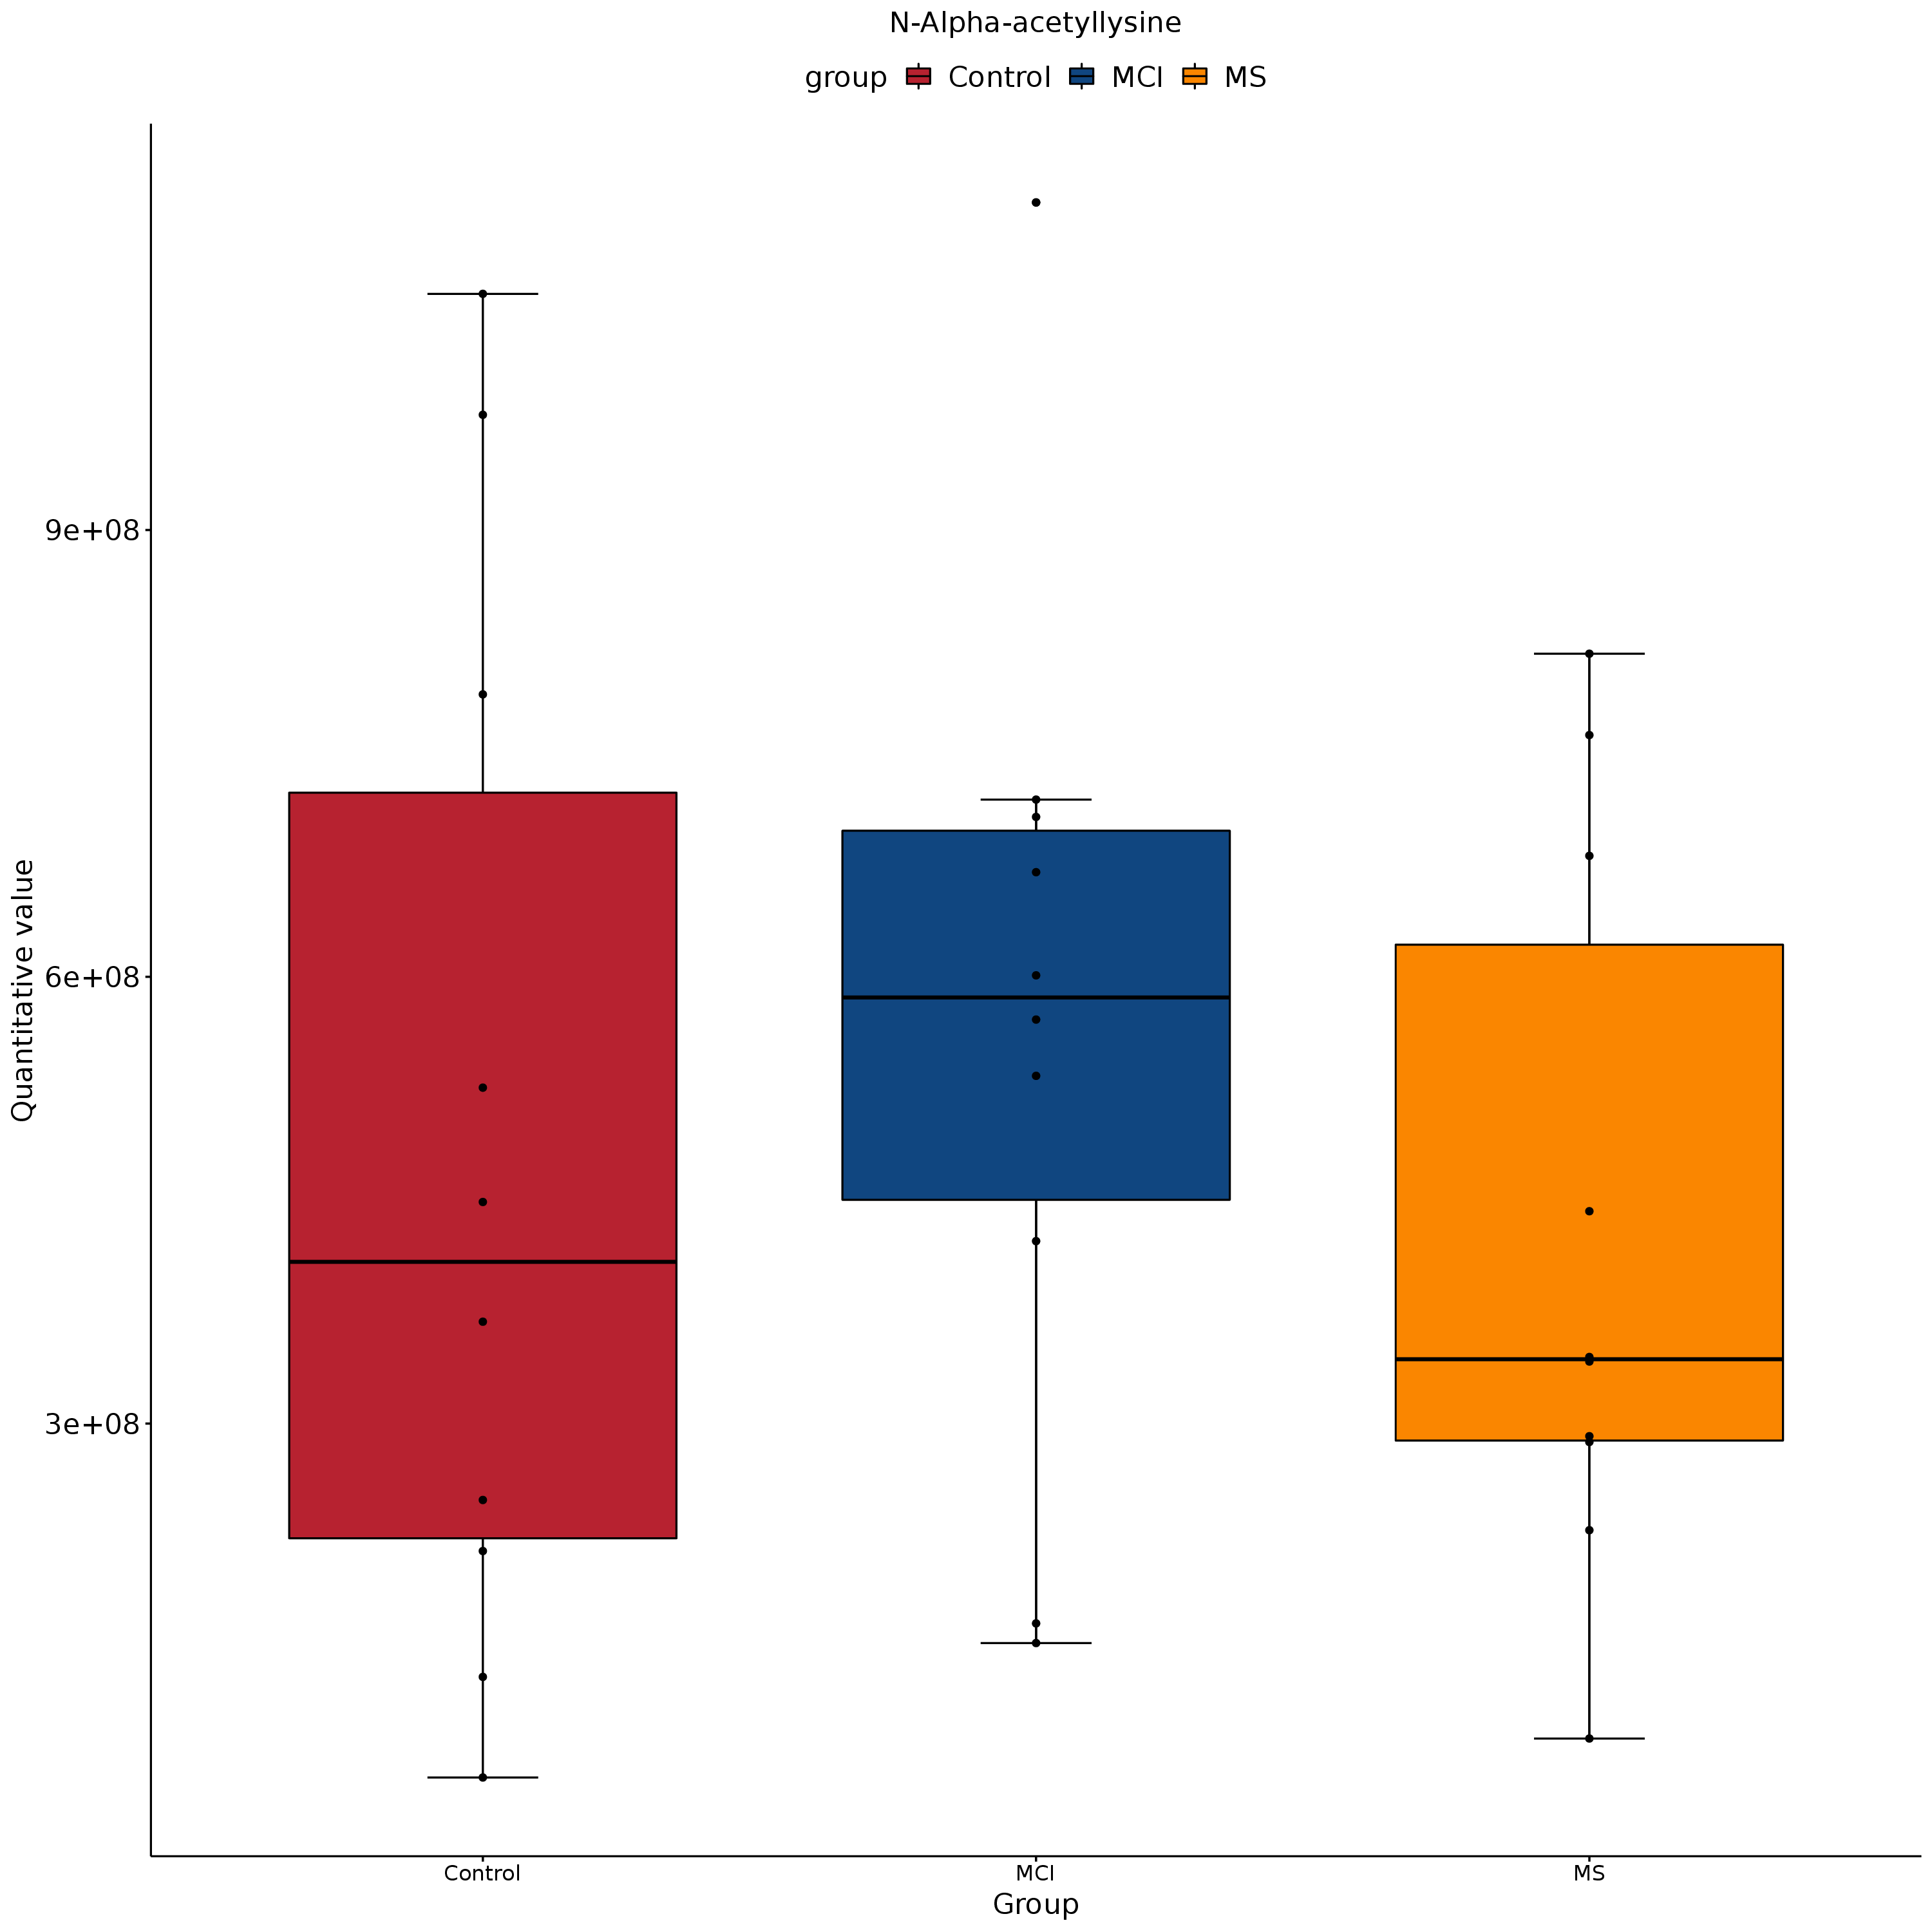 N-Alpha-acetyllysine
group Control MCI MS
Quantitative value
9e+08
6e+08
3e+08
Control MCI MS
Group